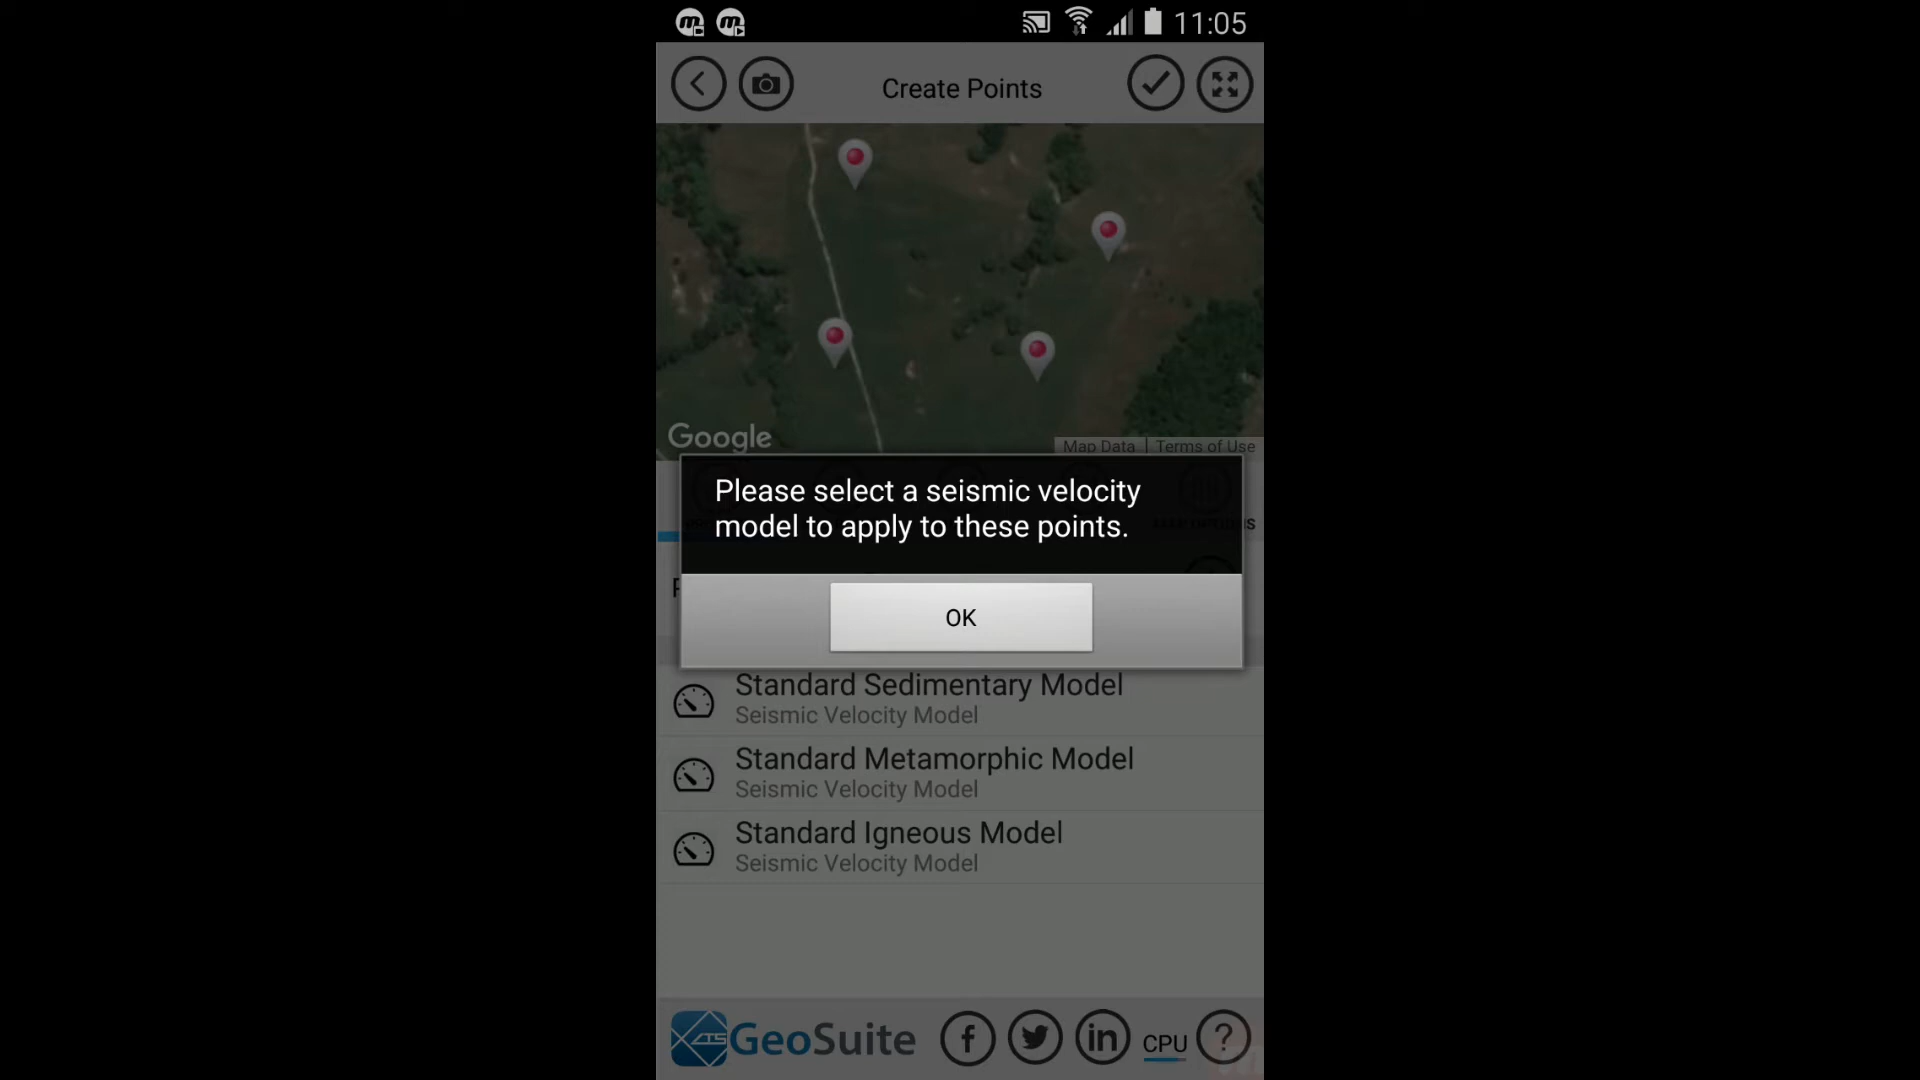 11:05
Create Points
Google
Map Data | Terms of Use
Please select a seismic velocity
model to apply to these points.
OK
Standard Sedimentary Model
Seismic Velocity Model
Standard Metamorphic Model
Seismic Velocity Model
Standard Igneous Model
Seismic Velocity Model
GeoSuite
CPU